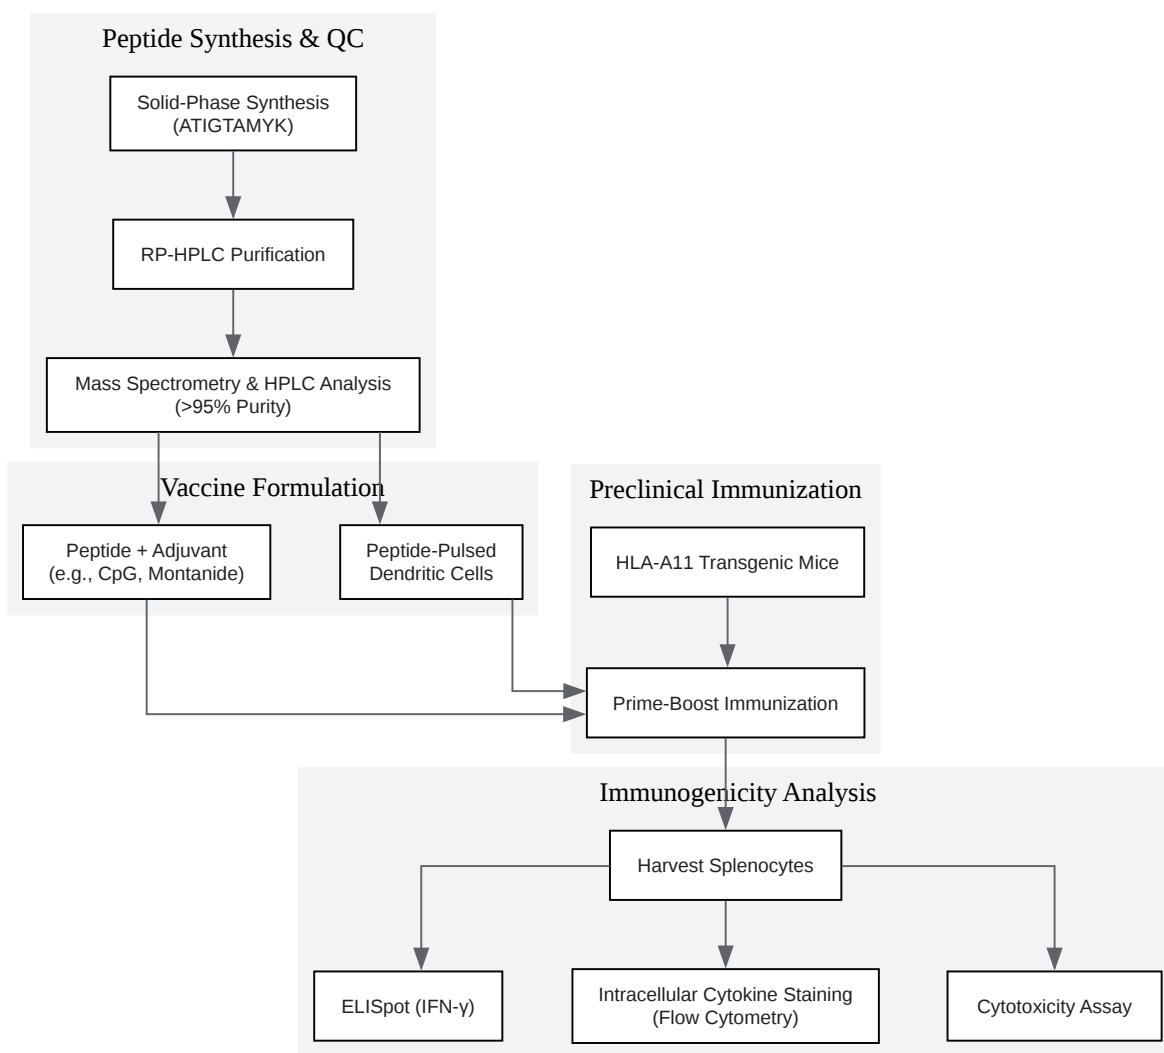 Peptide Synthesis & QC
Solid-Phase Synthesis
(ATIGTAMYK)
RP-HPLC Purification
Mass Spectrometry & HPLC Analysis
(>95% Purity)
Vaccine Formulation
Peptide + Adjuvant
(e.g., CpG, Montanide)
Peptide-Pulsed
Dendritic Cells
Preclinical Immunization
HLA-A11 Transgenic Mice
Prime-Boost Immunization
Immunogenicity Analysis
Harvest Splenocytes
ELISpot (IFN-γ)
Intracellular Cytokine Staining
(Flow Cytometry)
Cytotoxicity Assay